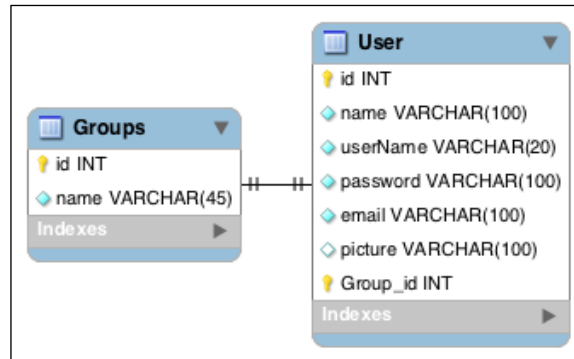 Groups
id INT
name VARCHAR(45)
Indexes
User
id INT
name VARCHAR(100)
userName VARCHAR(20)
password VARCHAR(100)
email VARCHAR(100)
picture VARCHAR(100)
Group_id INT
Indexes